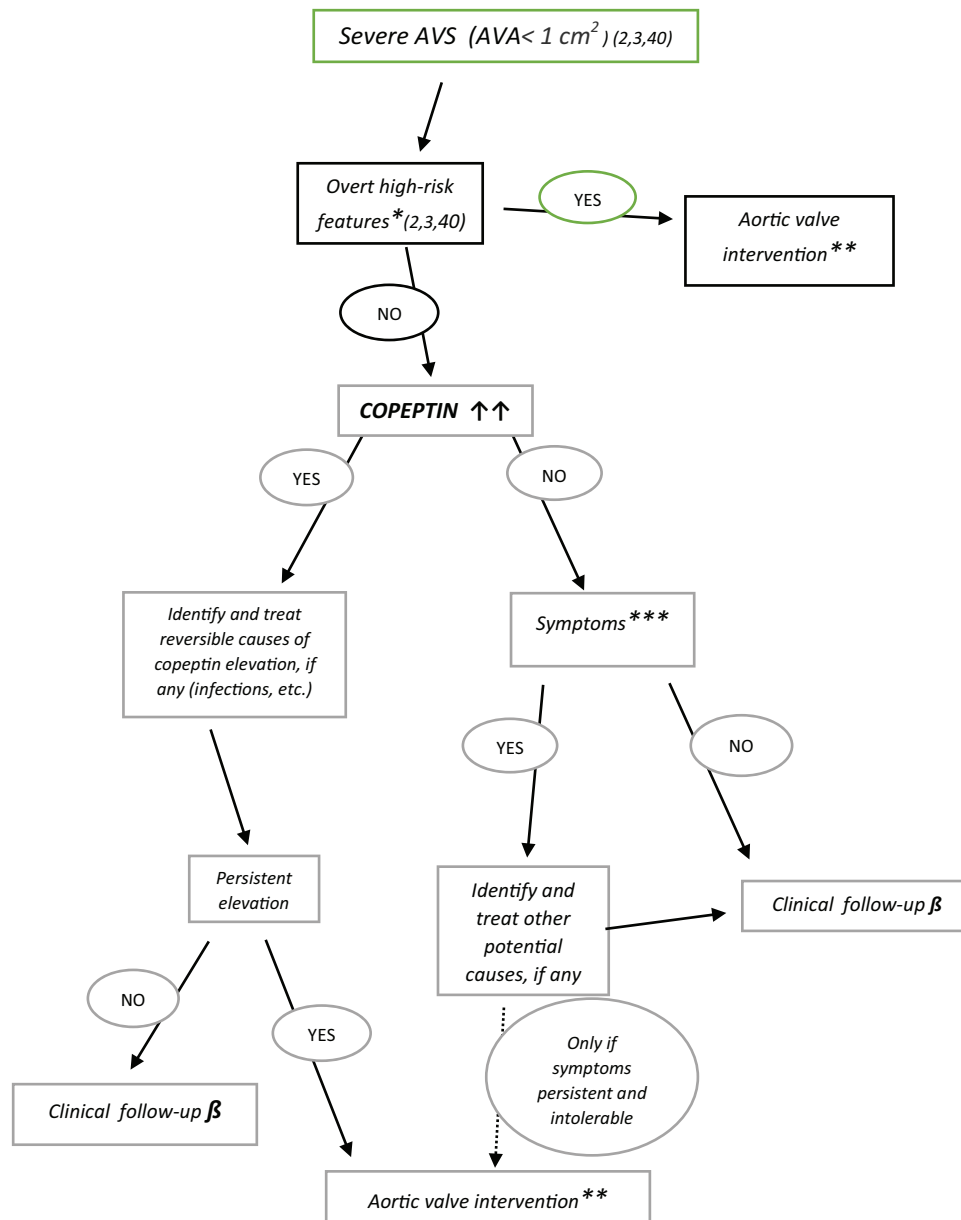 Severe AVS (AVA< 1 cm² ) (2,3,40)
Overt high-risk
features*(2,3,40)
YES
Aortic valve
intervention**
NO
COPEPTIN ↑↑
YES
NO
Identify and treat
reversible causes of
copeptin elevation, if
any (infections, etc.)
Symptoms***
YES
NO
Persistent
elevation
Identify and
treat other
potential
causes, if any
Clinical follow-up ß
NO
YES
Only if
symptoms
persistent and
intolerable
Clinical follow-up ß
Aortic valve intervention**